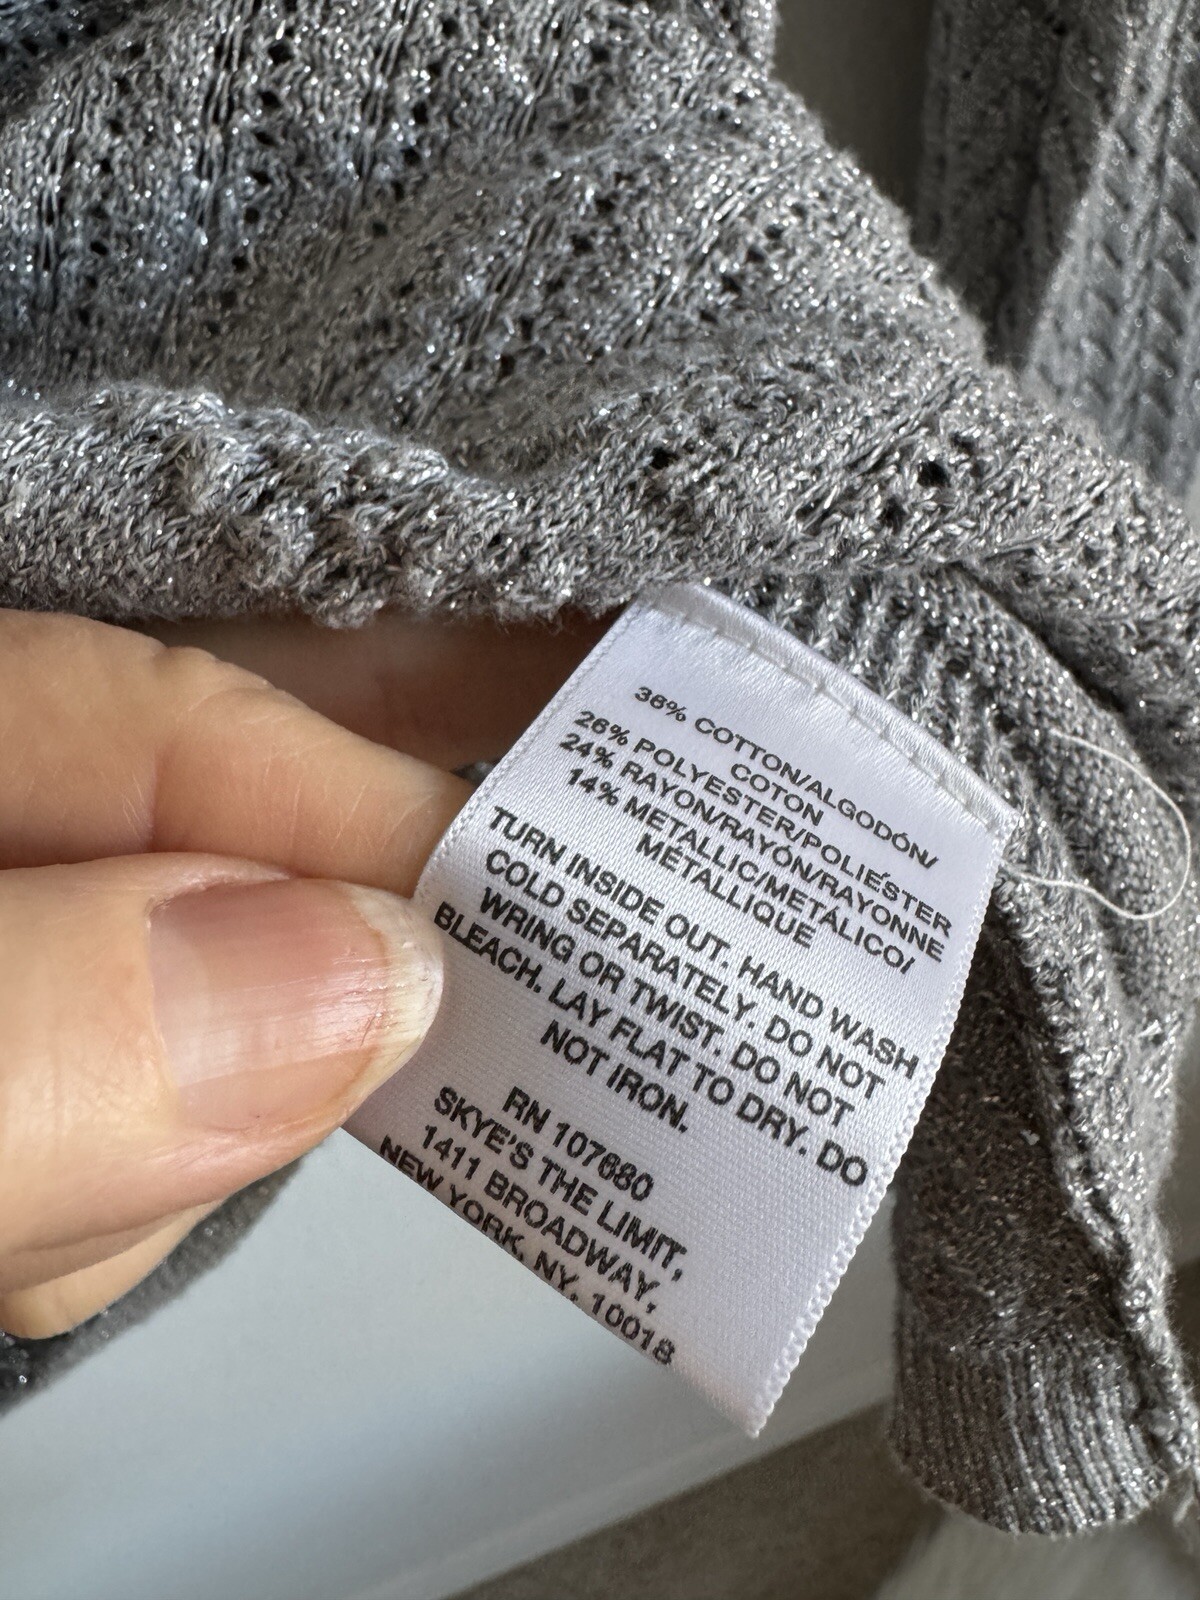 36% COTTON/ALGODÓN/
COTON
26% POLYESTER/POLIÉSTER
24% RAYON/RAYÓN/RAYONNE
14% METALLIC/METÁLICO/
MÉTALLIQUE
TURN INSIDE OUT. HAND WASH
COLD SEPARATELY. DO NOT
WRING OR TWIST. DO NOT
BLEACH. LAY FLAT TO DRY. DO
NOT IRON.
RN 107680
SKYE'S THE LIMIT,
1411 BROADWAY,
NEW YORK, NY, 10018